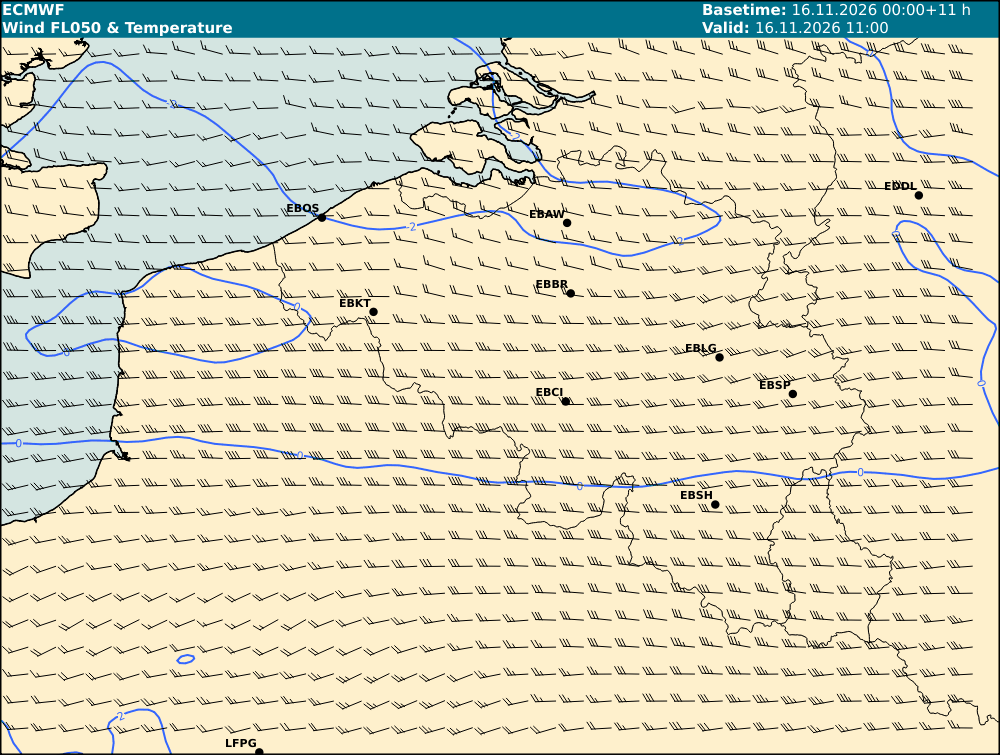 ECMWF
Basetime: 16.11.2026 00:00+11 h
Wind FL050 & Temperature
Valid: 16.11.2026 11:00
EDDL
EBOS
EBAW
2
2
EBBR
EBKT
0
0
EBLG
0
EBSP
EBCI
0
0
0
0
EBSH
2
LFPG